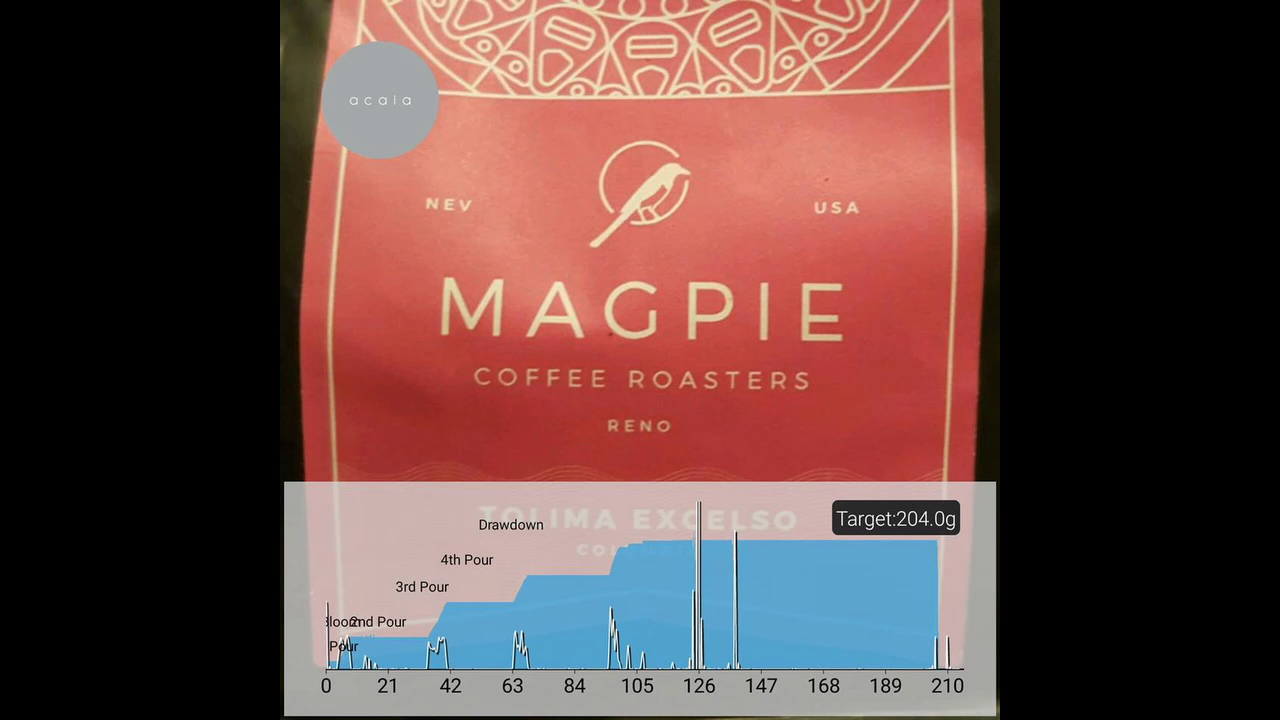 acaia
NEV
USA
MAGPIE
COFFEE ROASTERS
RENO
TOLIMA EXCELSO
Target:204.0g
Drawdown
4th Pour
3rd Pour
2nd Pour
Pour
0 21 42 63 84 105 126 147 168 189 210